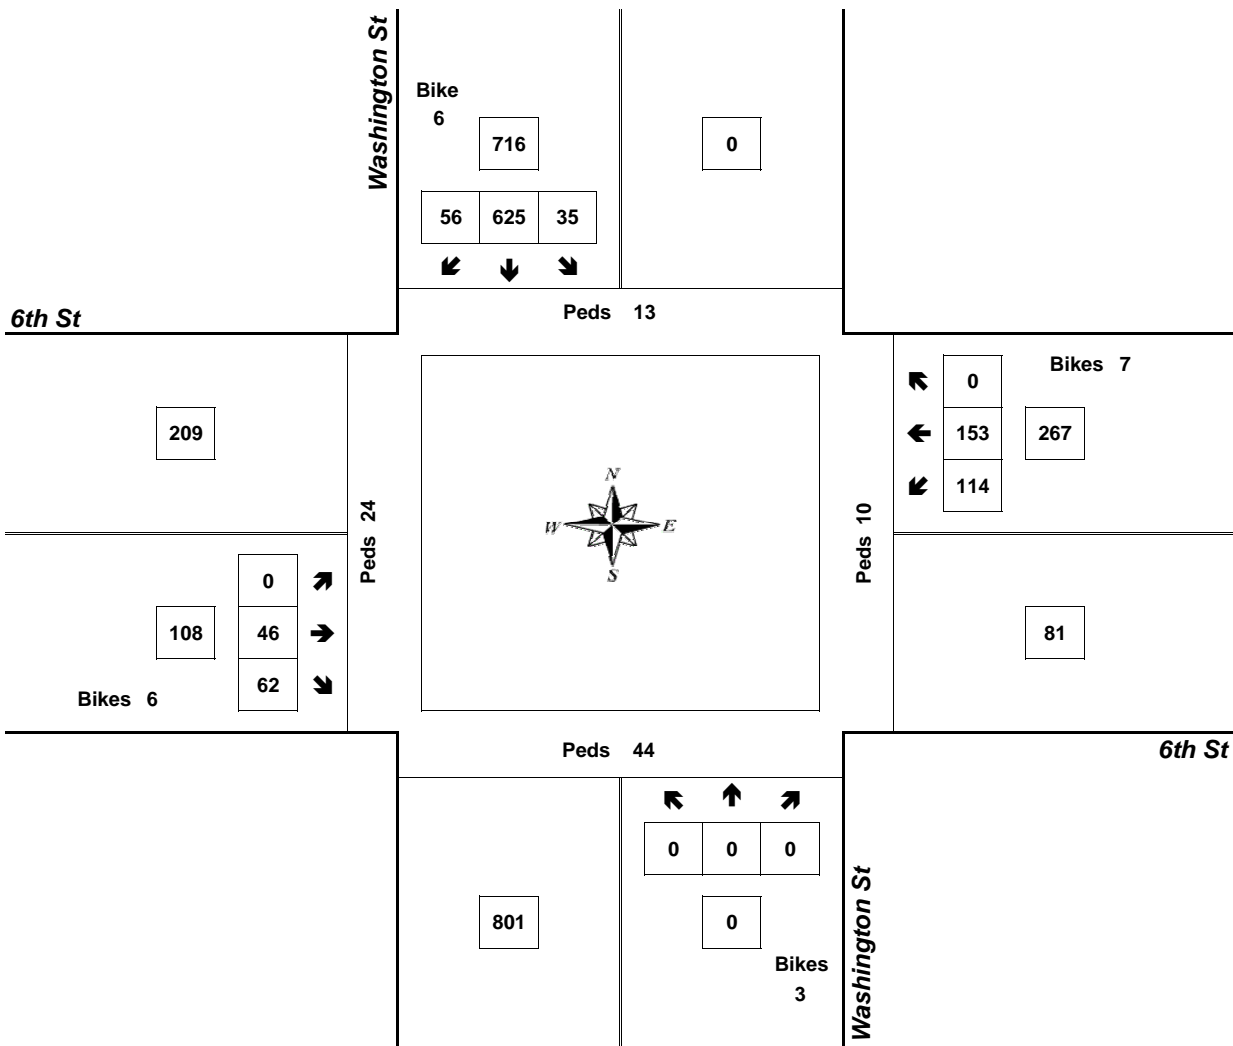 Washington St
Bike
6
716
0
56 625 35
Peds 13
6th St
Bikes 7
0
153 267
114
209
N
W E
S
Peds 24
Peds 10
0
108 46
62
Bikes 6
81
Peds 44
6th St
0 0 0
801
0
Bikes
3
Washington St